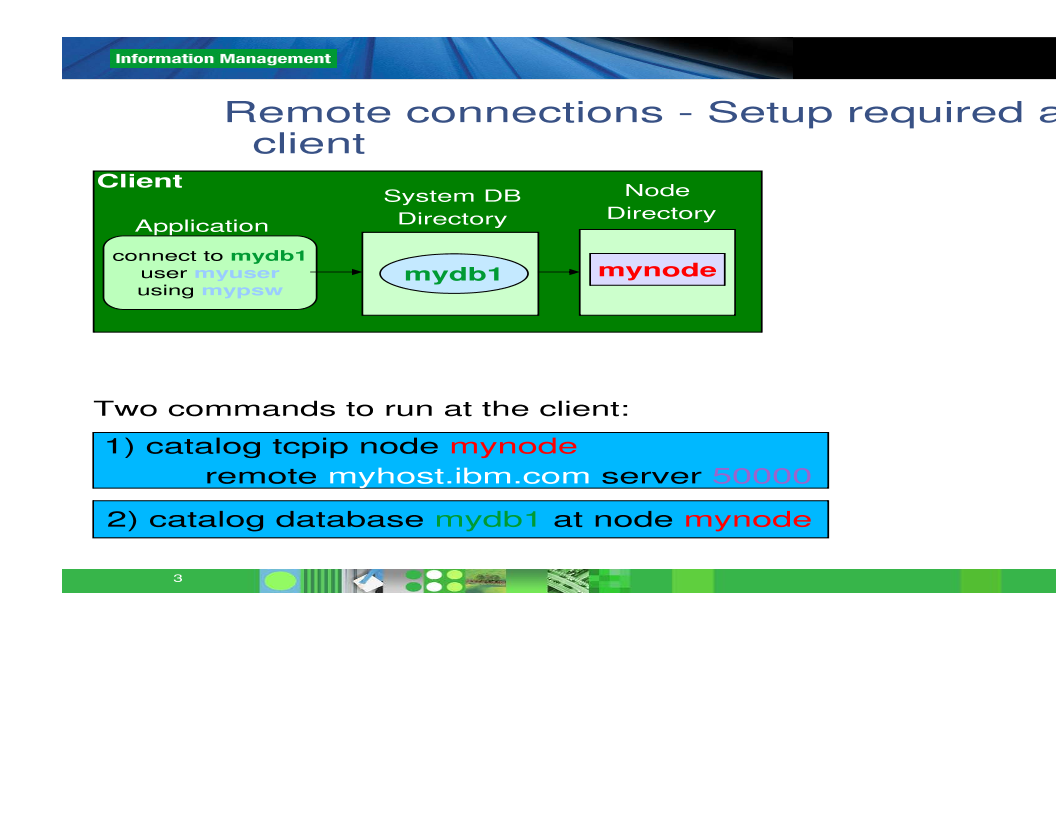 Information Management
Remote connections - Setup required a
client
Client
Application
connect to mydb1
user myuser
using mypsw
System DB
Directory
mydb1
Node
Directory
mynode
Two commands to run at the client:
1) catalog tcpip node mynode
remote myhost.ibm.com server 50000
2) catalog database mydb1 at node mynode
3